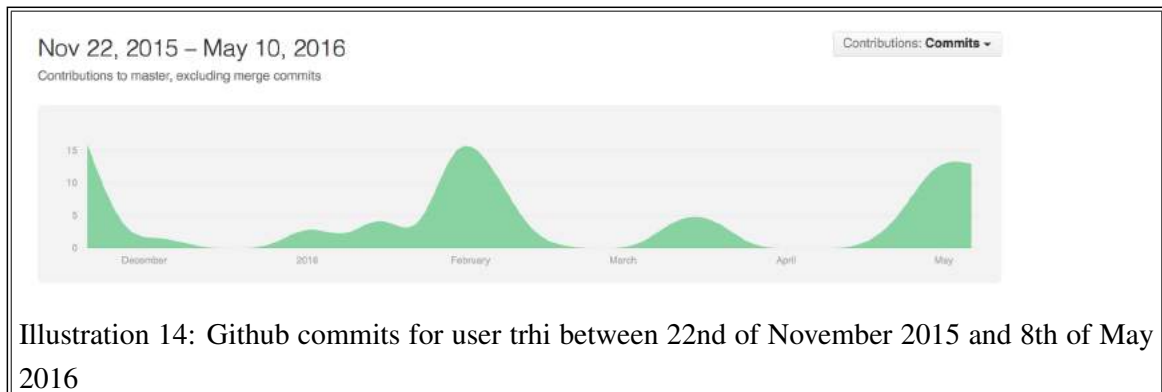 Nov 22, 2015 – May 10, 2016
Contributions: Commits
Contributions to master, excluding merge commits
15
10
5
0
December
2016
February
March
April
May
Illustration 14: Github commits for user trhi between 22nd of November 2015 and 8th of May
2016